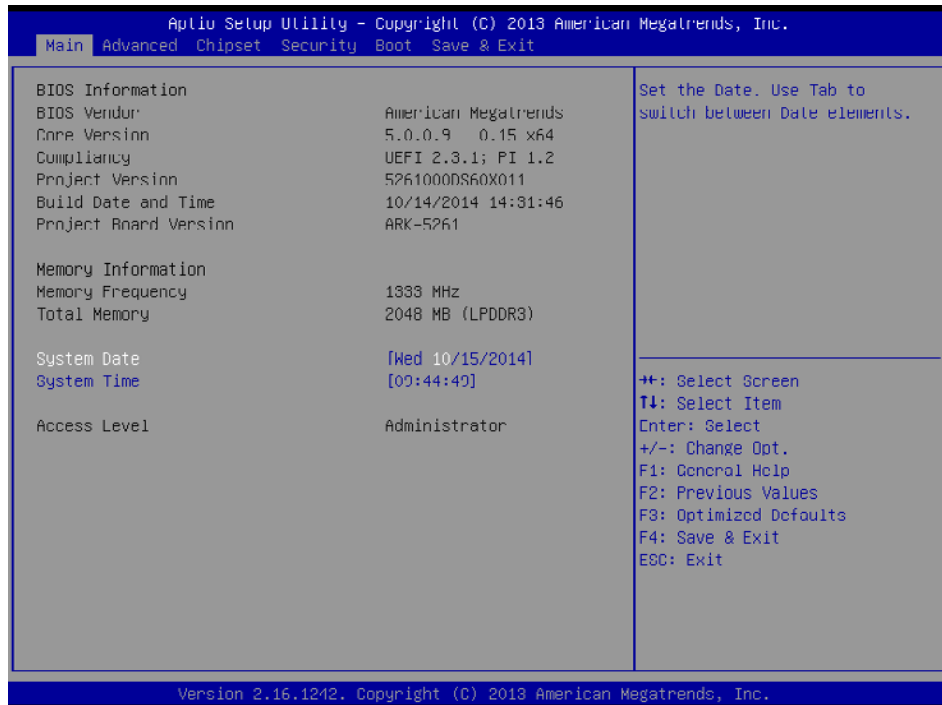 Aptio Setup Utility – Copyright (C) 2013 American Megatrends, Inc.
Main Advanced Chipset Security Boot Save & Exit
BIOS Information
BIOS Vendor American Megatrends
Core Version 5.0.0.9 0.15 x64
Compliancy UEFI 2.3.1; PI 1.2
Project Version 5261000DS60X011
Build Date and Time 10/14/2014 14:31:46
Project Board Version ARK-5261
Memory Information
Memory Frequency 1333 MHz
Total Memory 2048 MB (LPDDR3)
System Date [Wed 10/15/2014]
System Time [09:44:49]
Access Level Administrator
Set the Date. Use Tab to
switch between Date elements.
→←: Select Screen
↑↓: Select Item
Enter: Select
+/-: Change Opt.
F1: General Help
F2: Previous Values
F3: Optimized Defaults
F4: Save & Exit
ESC: Exit
Version 2.16.1242. Copyright (C) 2013 American Megatrends, Inc.